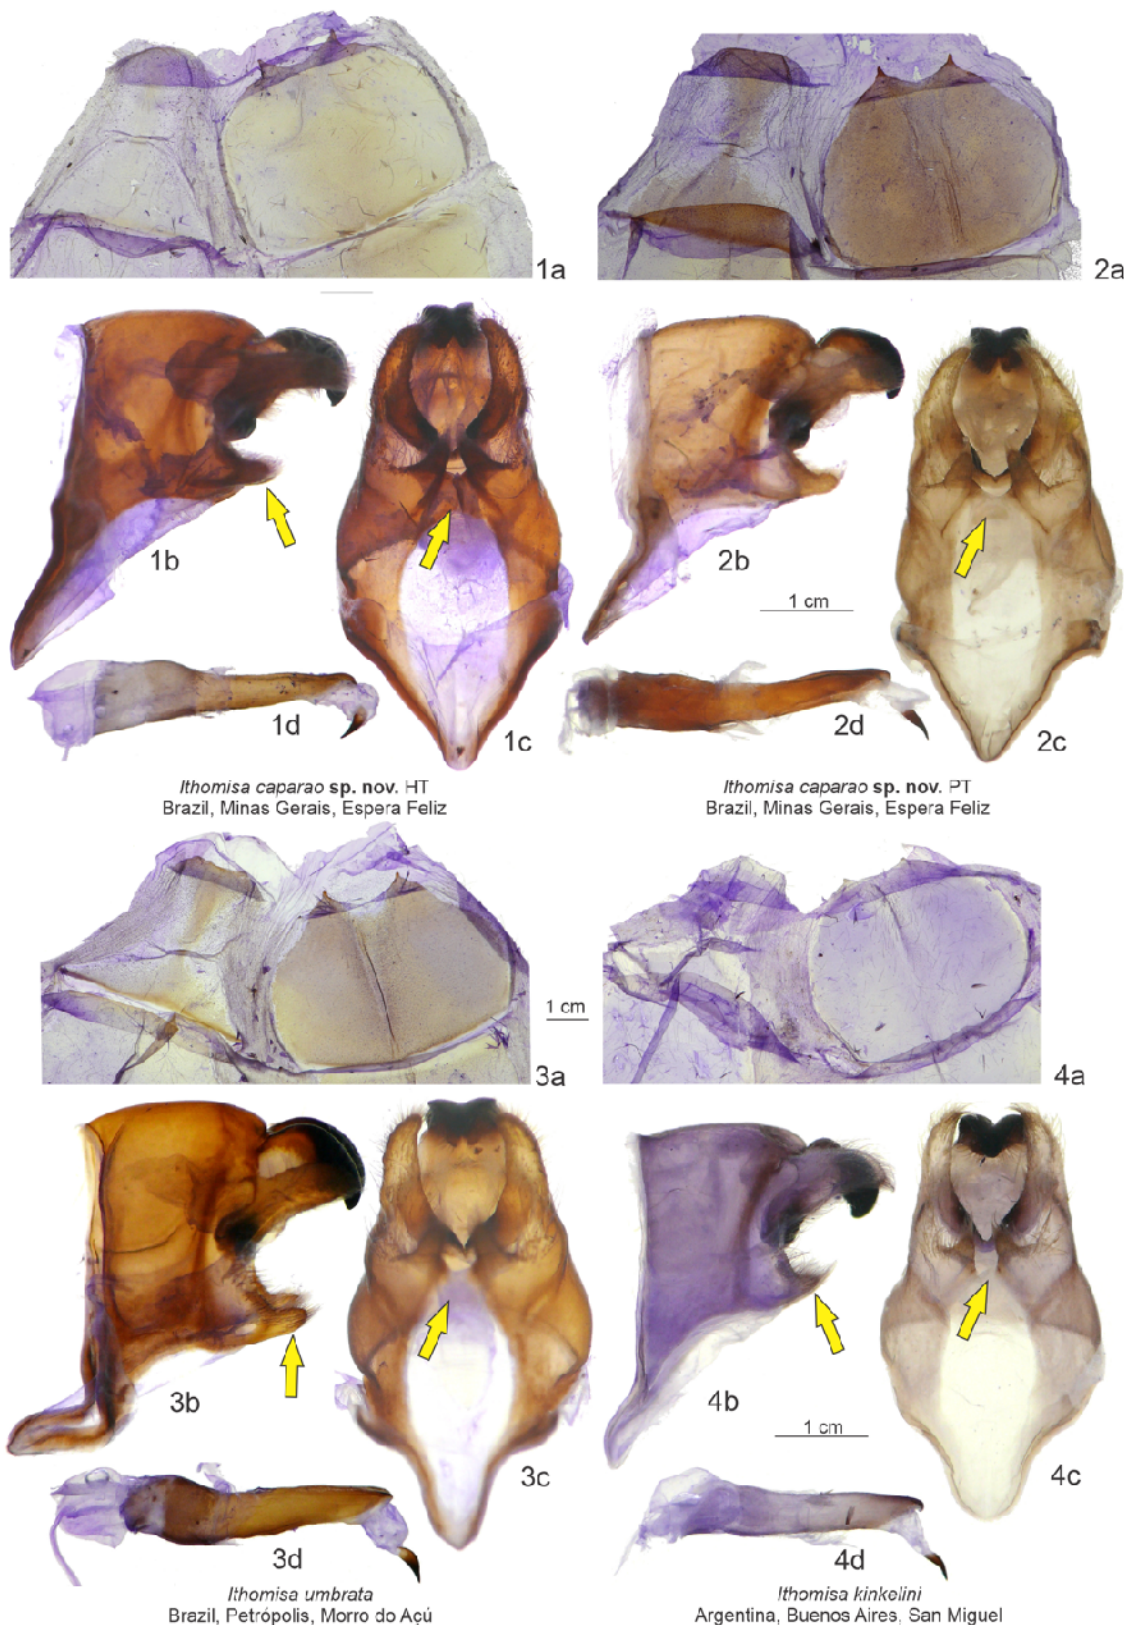 1a
2a
1b
1c
2b
1 cm
2c
1d
2d
Ithomisa caparao sp. nov. HT
Brazil, Minas Gerais, Espera Feliz
Ithomisa caparao sp. nov. PT
Brazil, Minas Gerais, Espera Feliz
1 cm
3a
4a
3b
3c
4b
1 cm
4c
3d
4d
Ithomisa umbrata
Brazil, Petrópolis, Morro do Açú
Ithomisa kinkelini
Argentina, Buenos Aires, San Miguel